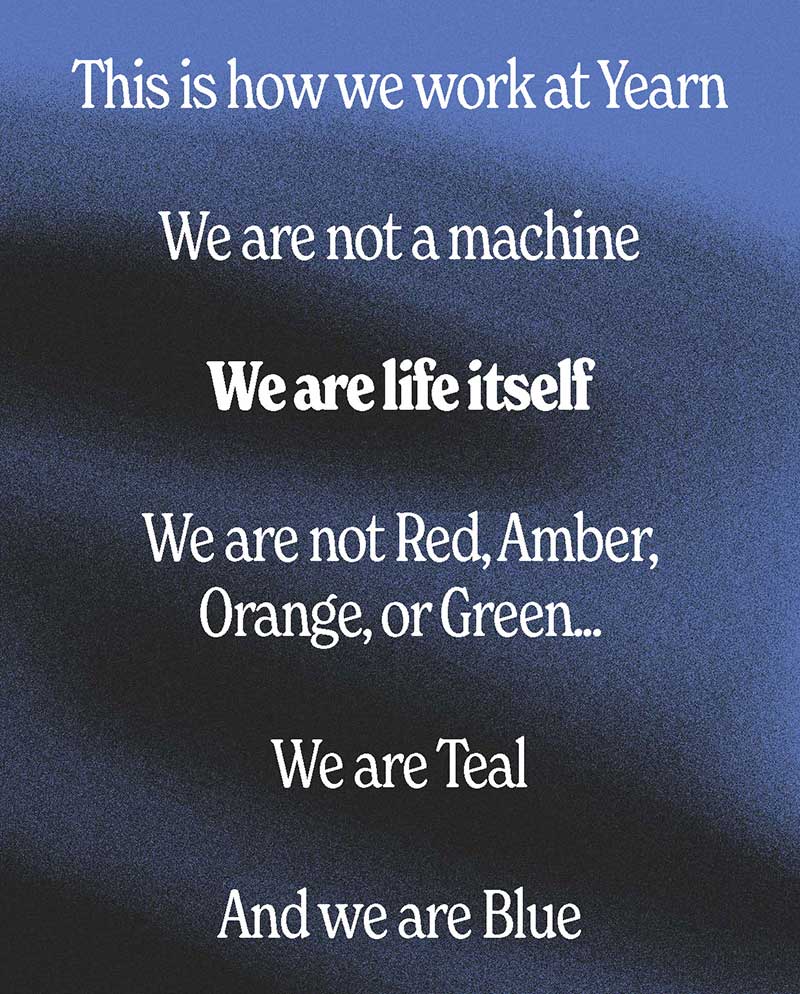 This is how we work at Yearn
We are not a machine
We are life itself
We are not Red, Amber,
Orange, or Green...
We are Teal
And we are Blue